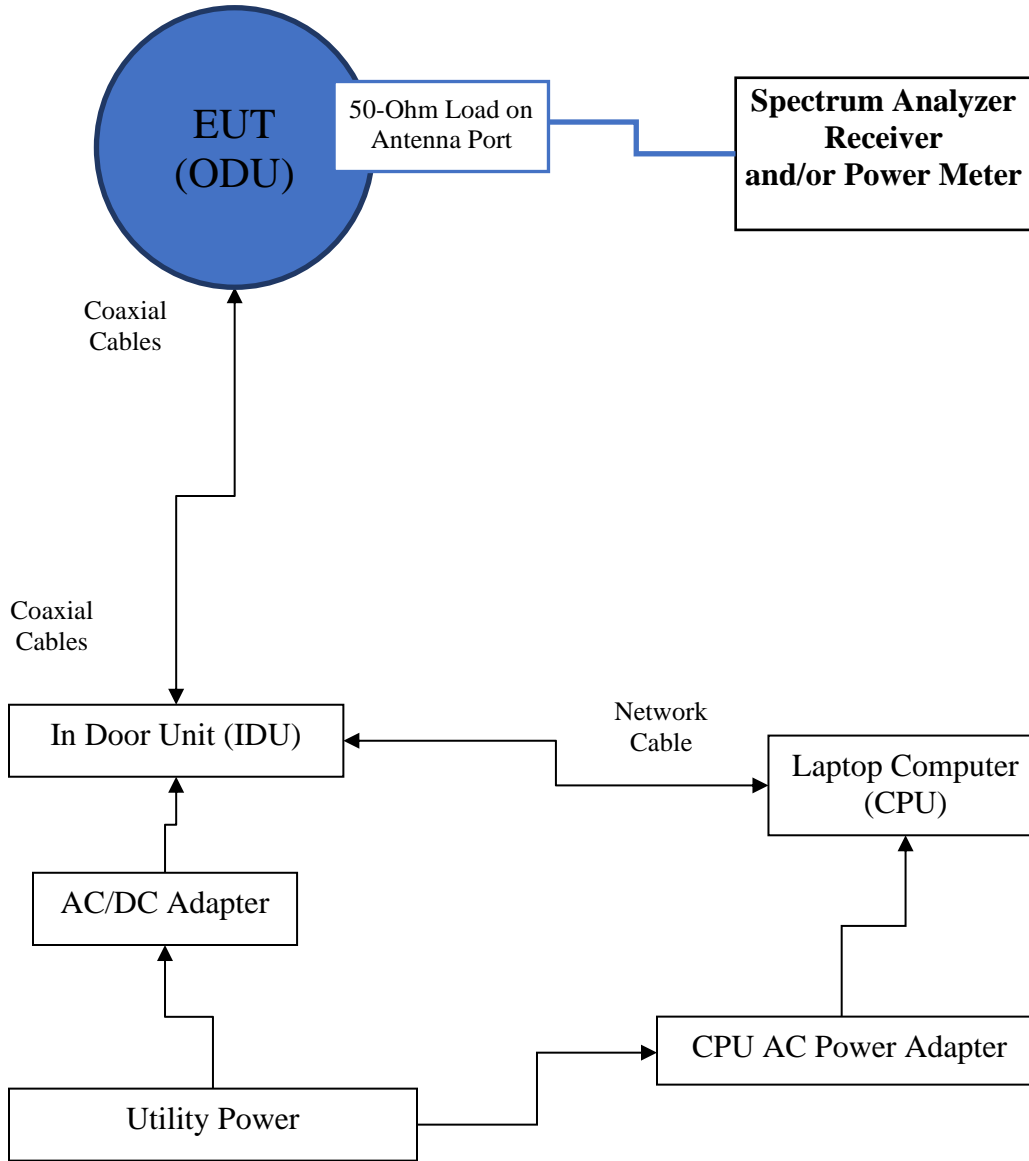 EUT
(ODU)
50-Ohm Load on
Antenna Port
Spectrum Analyzer
Receiver
and/or Power Meter
Coaxial
Cables
Coaxial
Cables
In Door Unit (IDU)
Network
Cable
Laptop Computer
(CPU)
AC/DC Adapter
CPU AC Power Adapter
Utility Power